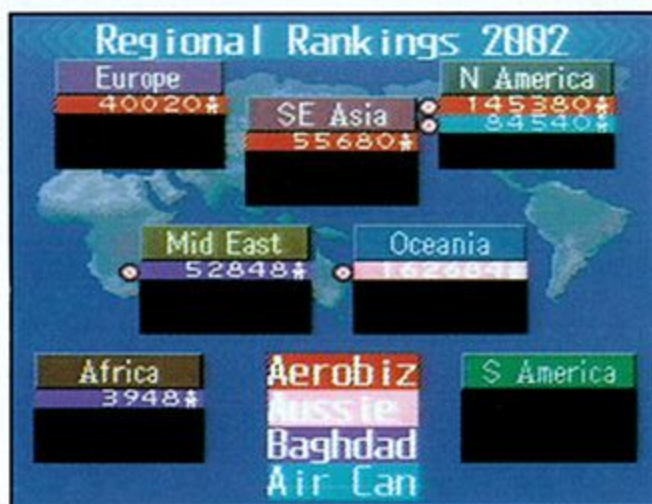 Regional Rankings 2002
Europe
40020
SE Asia
55680
N America
145380
84540
Mid East
52848
Oceania
Africa
3948
Aerobiz
Aussie
Baghdad
Air Can
S America